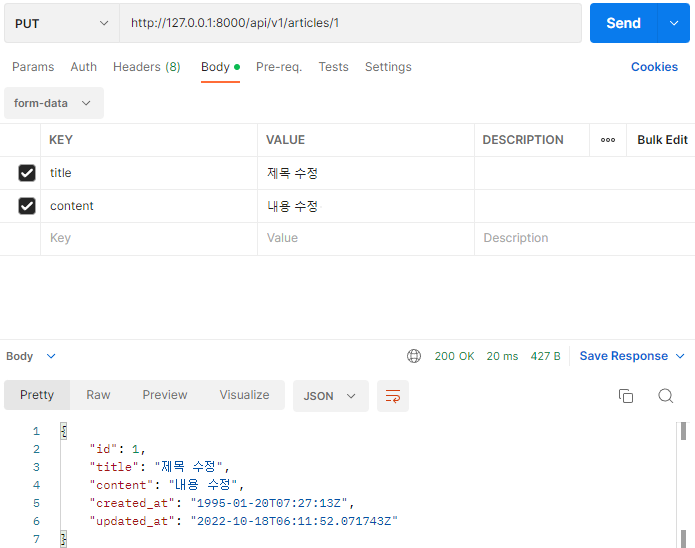 PUT http://127.0.0.1:8000/api/v1/articles/1 Send
Params Auth Headers (8) Body Pre-req. Tests Settings Cookies
form-data
KEY VALUE DESCRIPTION ooo Bulk Edit
title 제목 수정
content 내용 수정
Key Value Description
Body 200 OK 20 ms 427 B Save Response
Pretty Raw Preview Visualize JSON
1 {
2 "id": 1,
3 "title": "제목 수정",
4 "content": "내용 수정",
5 "created_at": "1995-01-20T07:27:13Z",
6 "updated_at": "2022-10-18T06:11:52.071743Z"
7 }